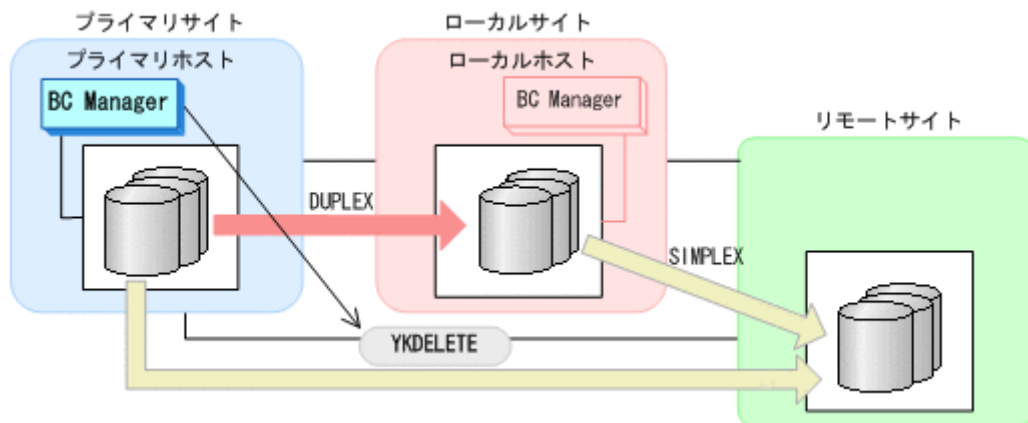 プライマリサイト
プライマリホスト
BC Manager
ローカルサイト
ローカルホスト
BC Manager
リモートサイト
DUPLEX
SIMPLEX
YKDELETE